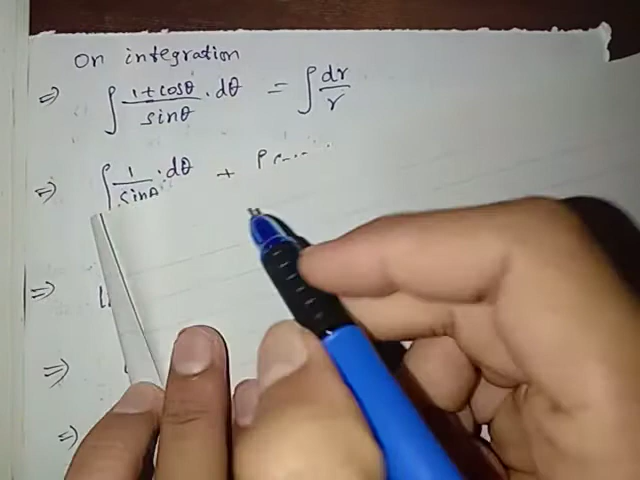 On integration
⇒ ∫ (1+cosθ)/sinθ . dθ = ∫ dr/r
⇒ ∫ 1/sinθ . dθ +
⇒
⇒
⇒